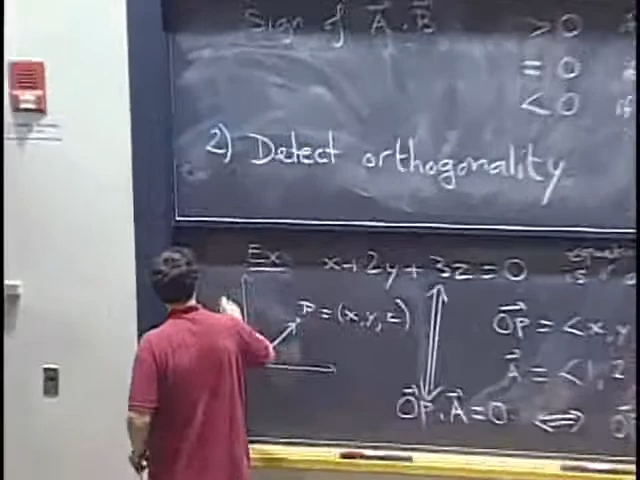 Sign of A⃗ · B⃗ > 0
= 0
< 0
2) Detect orthogonality
Ex x+2y+3z=0
P=(x,y,z)
OP⃗ = <x,y
A⃗ = <1,2
OP⃗ · A⃗ = 0 ⟺